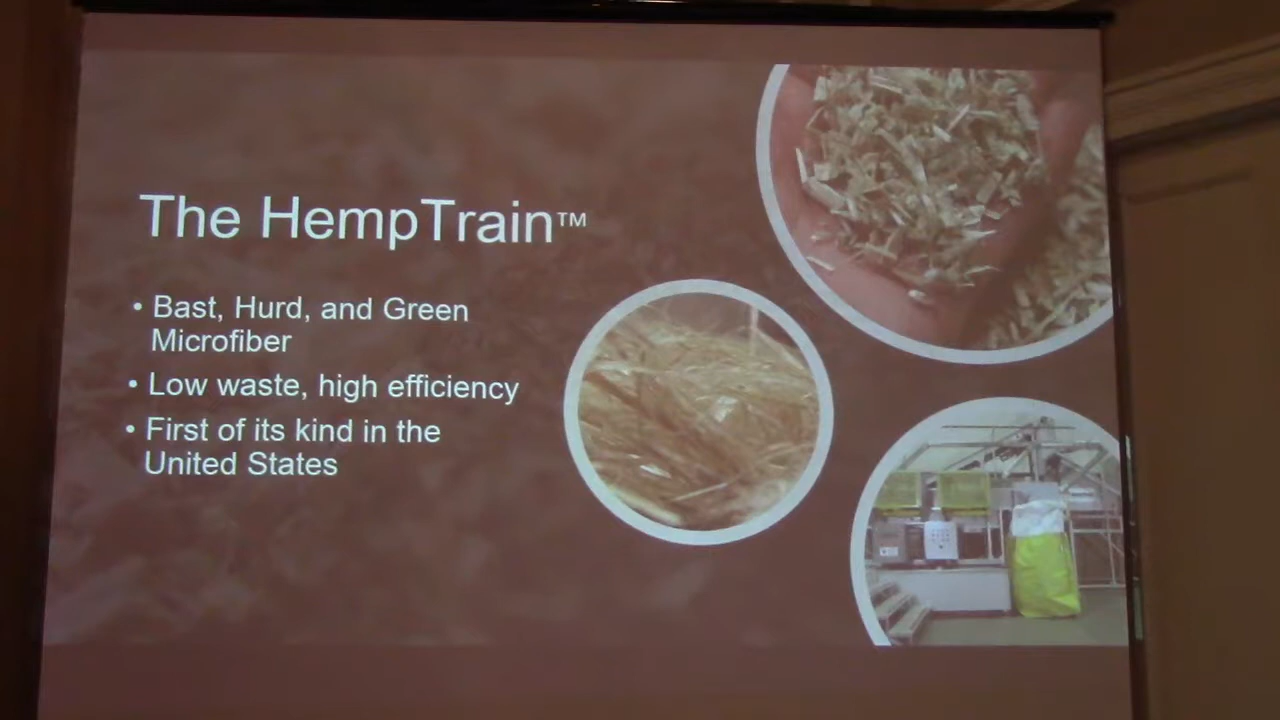 The HempTrain™
• Bast, Hurd, and Green
Microfiber
• Low waste, high efficiency
• First of its kind in the
United States